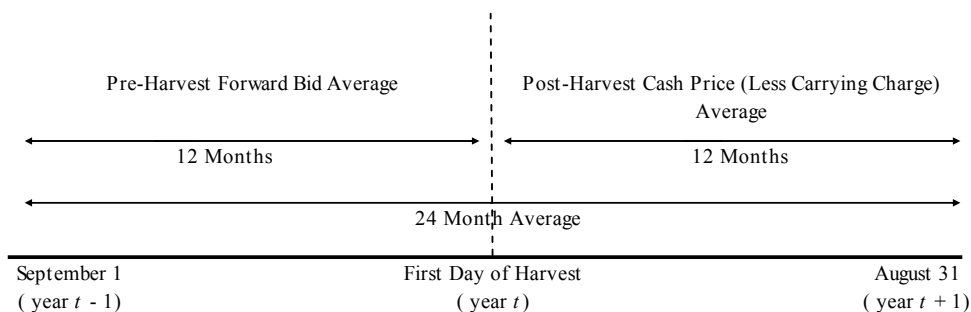 Pre-Harvest Forward Bid Average
Post-Harvest Cash Price (Less Carrying Charge)
Average
12 Months
12 Months
24 Month Average
September 1
( year t - 1)
First Day of Harvest
( year t)
August 31
( year t + 1)